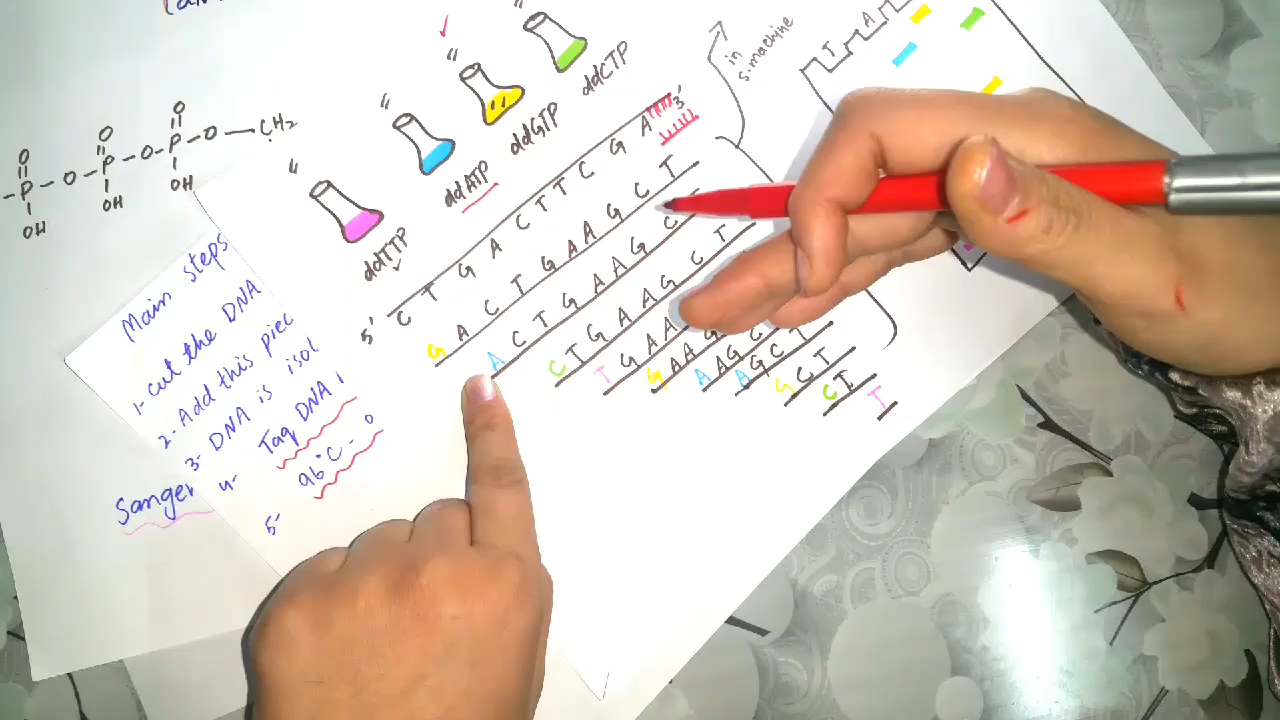 O O O
-P-O-P-O-P-O-CH2
OH OH OH
" " " "
ddTTP ddATP ddGTP ddCTP
in
s.machine
T A
5' C T G A C T T C G A 3'
G A C T G A A G C T
A C T G A A G C
C T G A A G C T
T G A A
G A A G C
A A G C T
A G C T
G C T
C T
T
Main steps
1- cut the DNA
2- Add this piec
3- DNA is isol
4- Taq DNA
96°C -
5-
Sanger